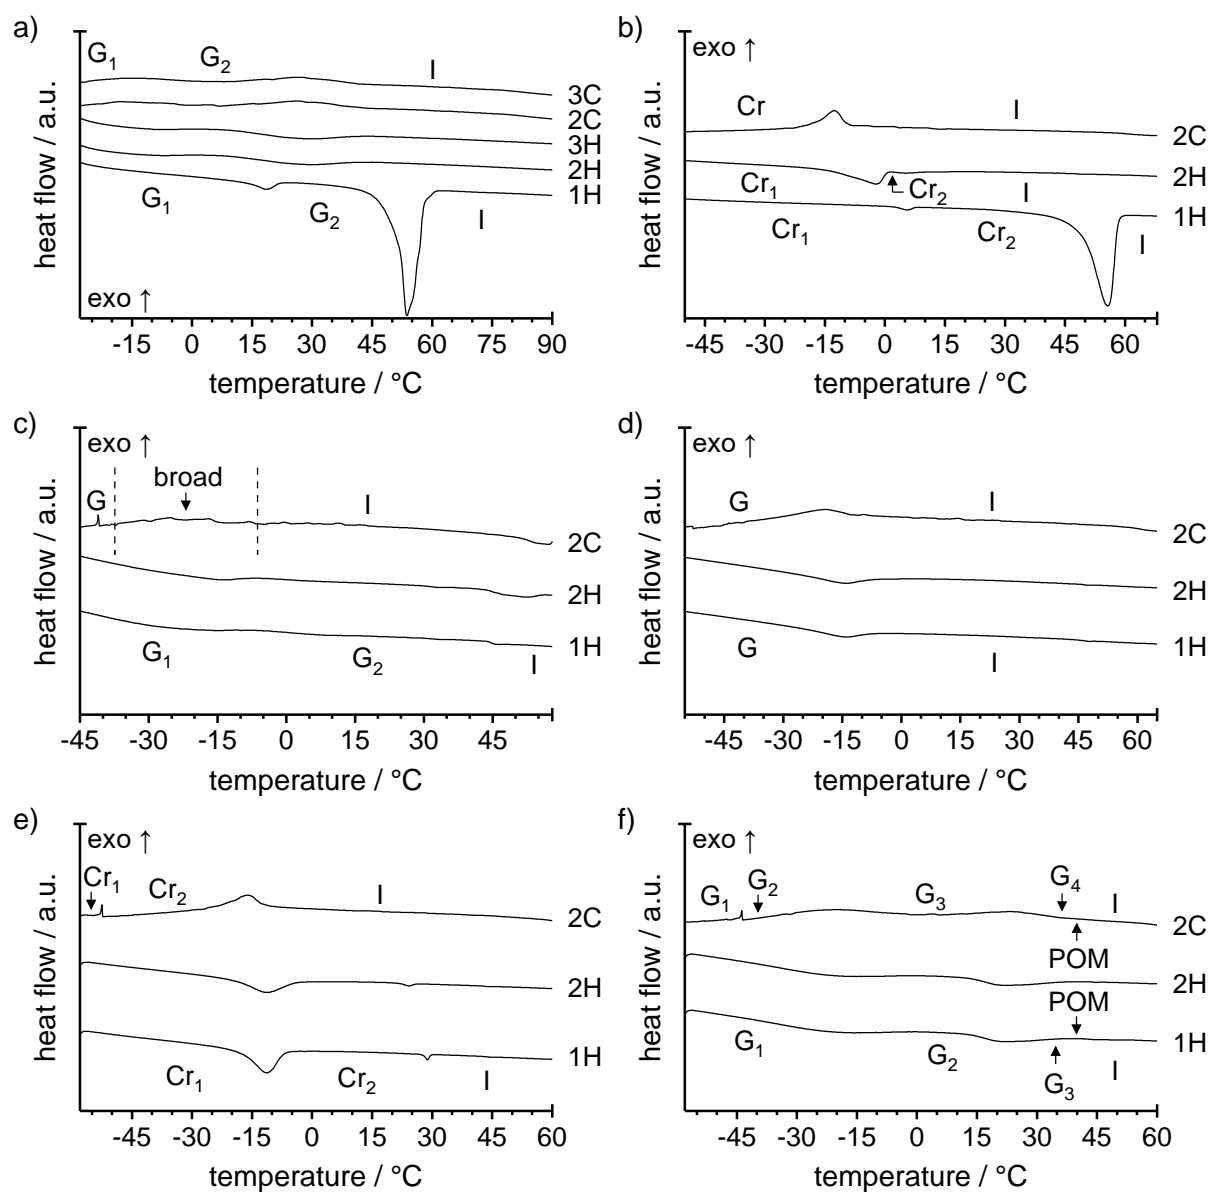 a)
G₁
G₂
I
3C
2C
3H
2H
1H
G₁
G₂
I
exo ↑
heat flow / a.u.
-15 0 15 30 45 60 75 90
temperature / °C
b)
exo ↑
Cr
I
2C
2H
Cr₁
Cr₂
I
1H
Cr₁
Cr₂
I
heat flow / a.u.
-45 -30 -15 0 15 30 45 60
temperature / °C
c)
exo ↑
broad
G
I
2C
2H
1H
G₁
G₂
I
heat flow / a.u.
-45 -30 -15 0 15 30 45
temperature / °C
d)
exo ↑
G
I
2C
2H
1H
G
I
heat flow / a.u.
-45 -30 -15 0 15 30 45 60
temperature / °C
e)
exo ↑
Cr₁
Cr₂
I
2C
2H
1H
Cr₁
Cr₂
I
heat flow / a.u.
-45 -30 -15 0 15 30 45 60
temperature / °C
f)
exo ↑
G₁
G₂
G₃
G₄
I
2C
POM
2H
POM
1H
G₁
G₂
G₃
I
heat flow / a.u.
-45 -30 -15 0 15 30 45 60
temperature / °C